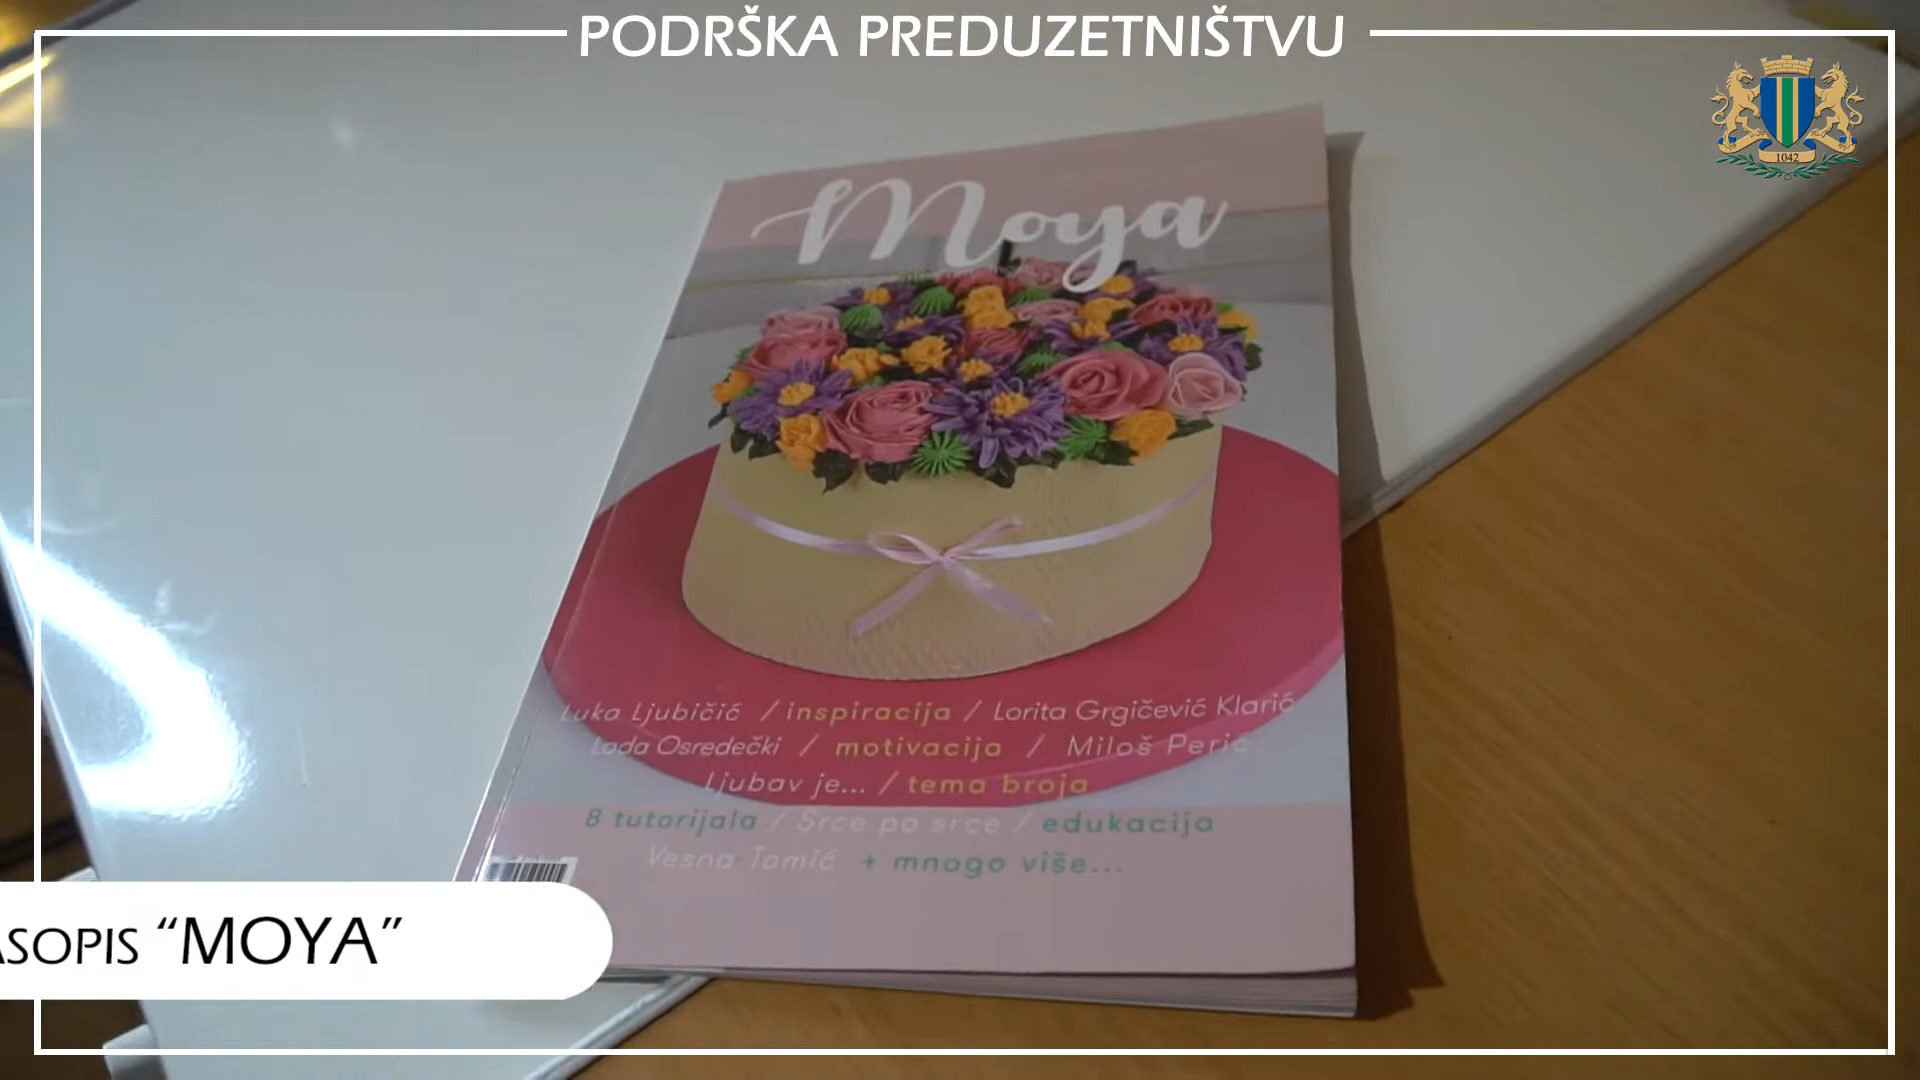 PODRŠKA PREDUZETNIŠTVU
1042
Moya
Luka Ljubičić / inspiracija / Lorita Grgičević Klarić
Lada Osredečki / motivacija / Miloš Perić
Ljubav je... / tema broja
8 tutorijala / Srce po srce / edukacija
Vesna Tomić + mnogo više...
ASOPIS “MOYA”